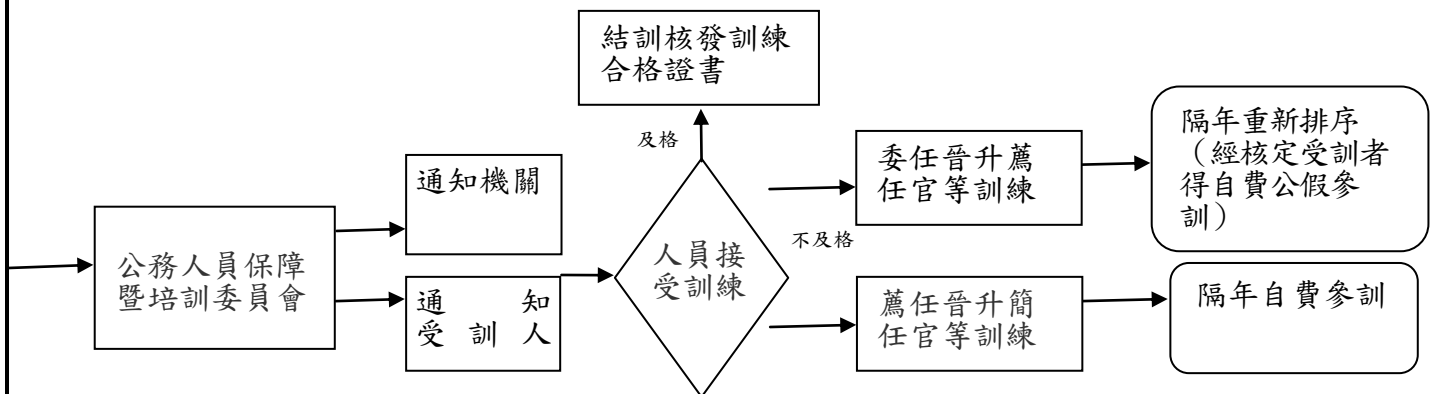 結訓核發訓練
合格證書
及格
通知機關
委任晉升薦
任官等訓練
隔年重新排序
（經核定受訓者
得自費公假參
訓）
公務人員保障
暨培訓委員會
人員接
受訓練
不及格
通知
受訓人
薦任晉升簡
任官等訓練
隔年自費參訓